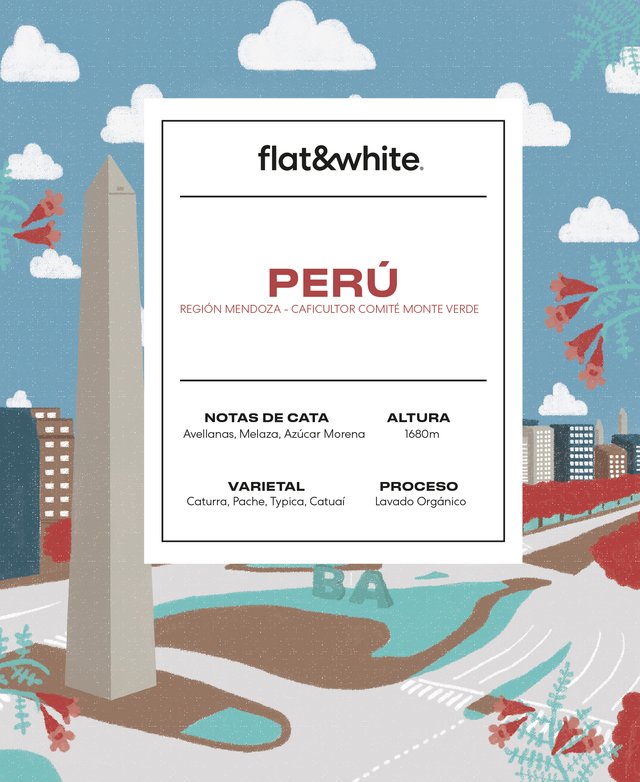 flat&white®
PERÚ
REGIÓN MENDOZA - CAFICULTOR COMITÉ MONTE VERDE
NOTAS DE CATA
Avellanas, Melaza, Azúcar Morena
ALTURA
1680m
VARIETAL
Caturra, Pache, Typica, Catuaí
PROCESO
Lavado Orgánico
BA